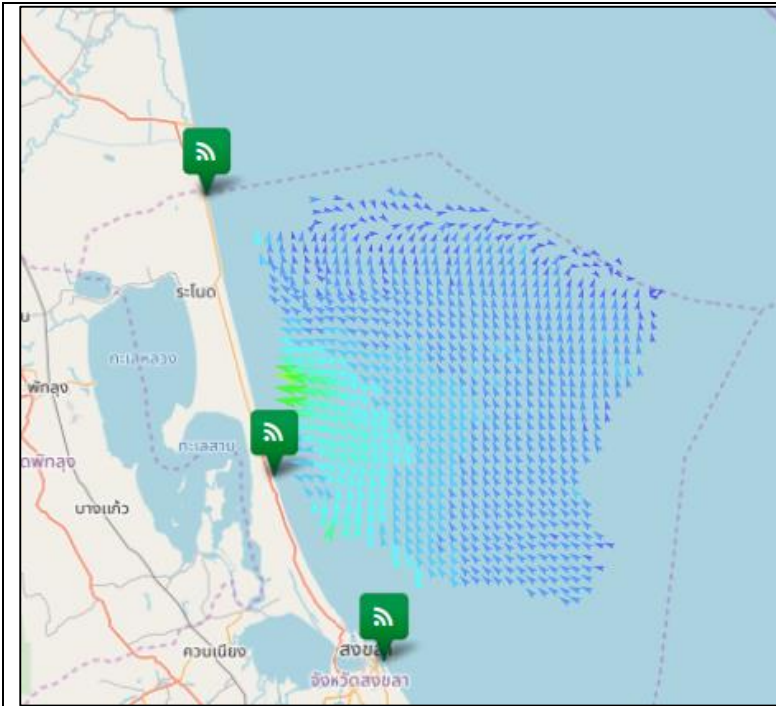 ระโนด
ทะเลหลวง
พัทลุง
ทะเลสาบ
บางแก้ว
ควนเนียง
สงขลา
จังหวัดสงขลา